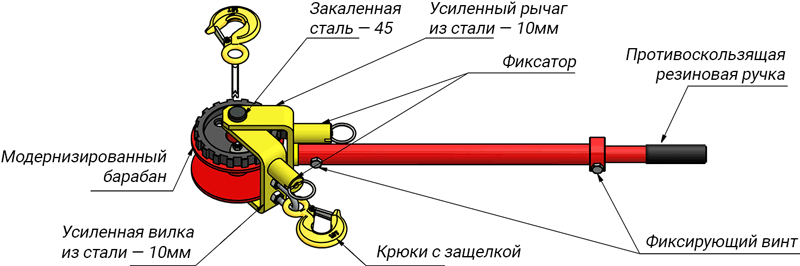 Закаленная
сталь – 45
Усиленный рычаг
из стали – 10мм
Фиксатор
Противоскользящая
резиновая ручка
Модернизированный
барабан
Усиленная вилка
из стали – 10мм
Крюки с защелкой
Фиксирующий винт